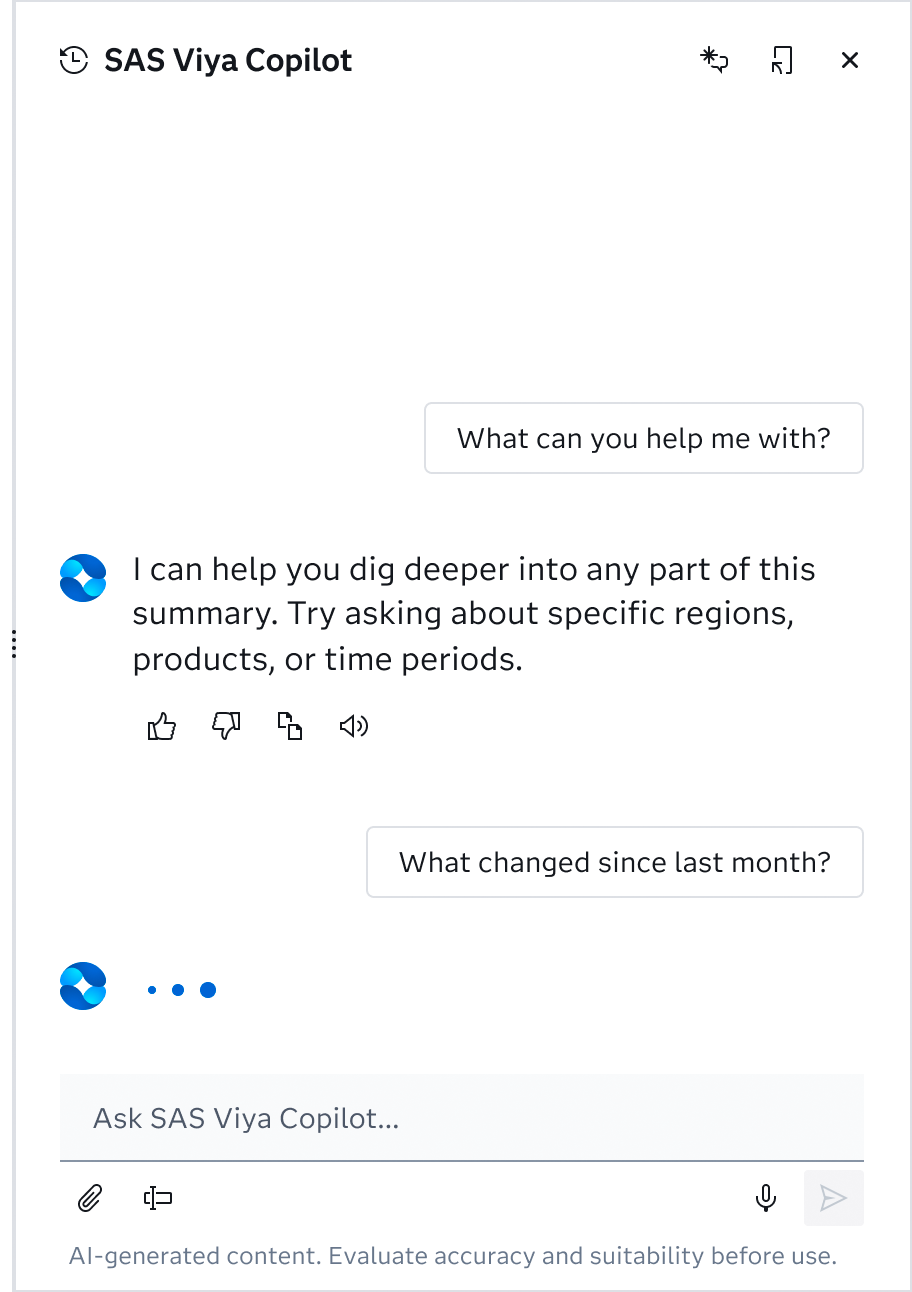 SAS Viya Copilot
What can you help me with?
I can help you dig deeper into any part of this
summary. Try asking about specific regions,
products, or time periods.
What changed since last month?
Ask SAS Viya Copilot...
AI-generated content. Evaluate accuracy and suitability before use.